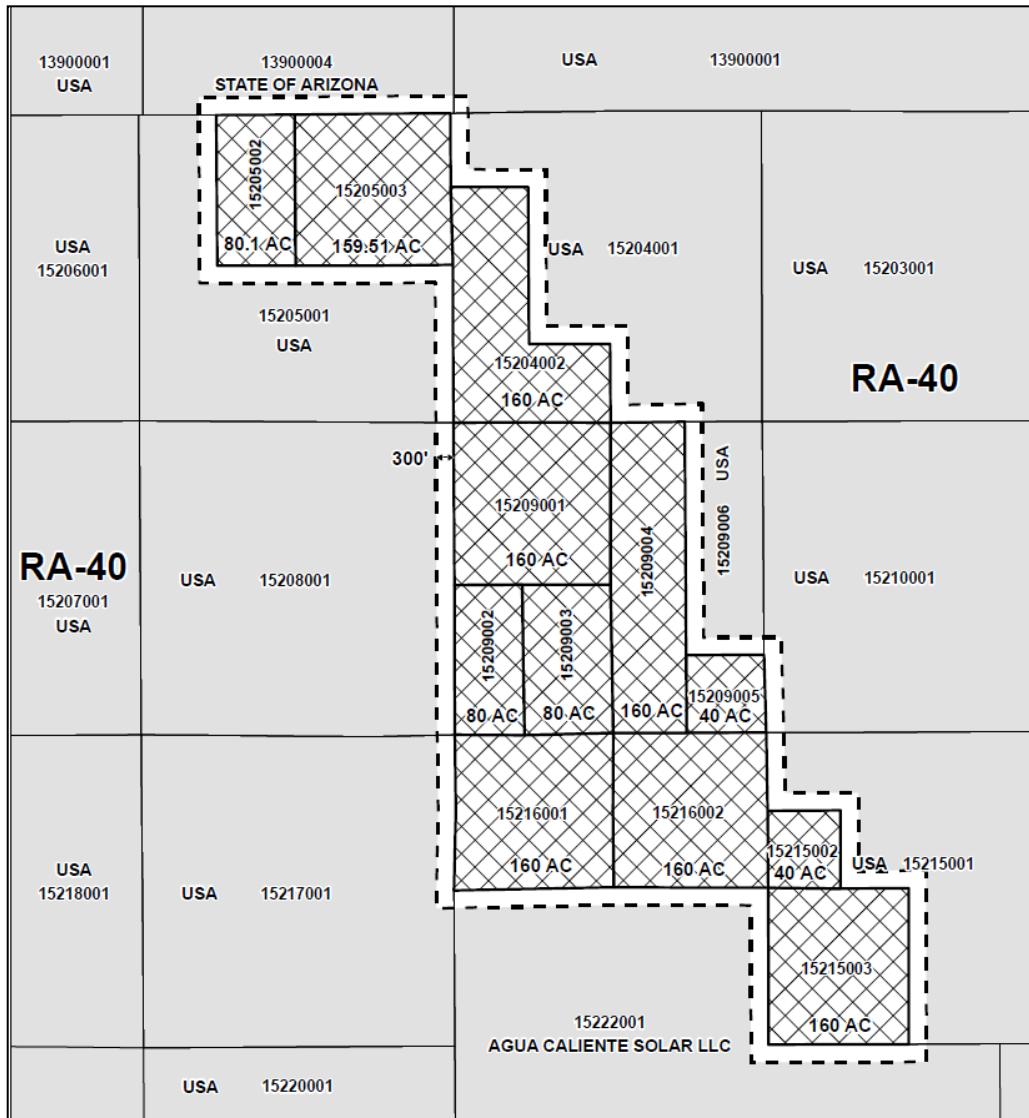 13900001
USA
13900004
STATE OF ARIZONA
USA 13900001
15205002
80.1 AC
15205003
159.51 AC
USA
15206001
USA 15204001
USA 15203001
15205001
USA
15204002
160 AC
RA-40
300'
15209001
160 AC
15209004
160 AC
USA
15209006
RA-40
15207001
USA
USA 15208001
USA 15210001
15209002
80 AC
15209003
80 AC
15209005
40 AC
15216001
160 AC
15216002
160 AC
15215002
40 AC
USA 15215001
USA
15218001
USA 15217001
15215003
160 AC
15222001
AGUA CALIENTE SOLAR LLC
USA 15220001